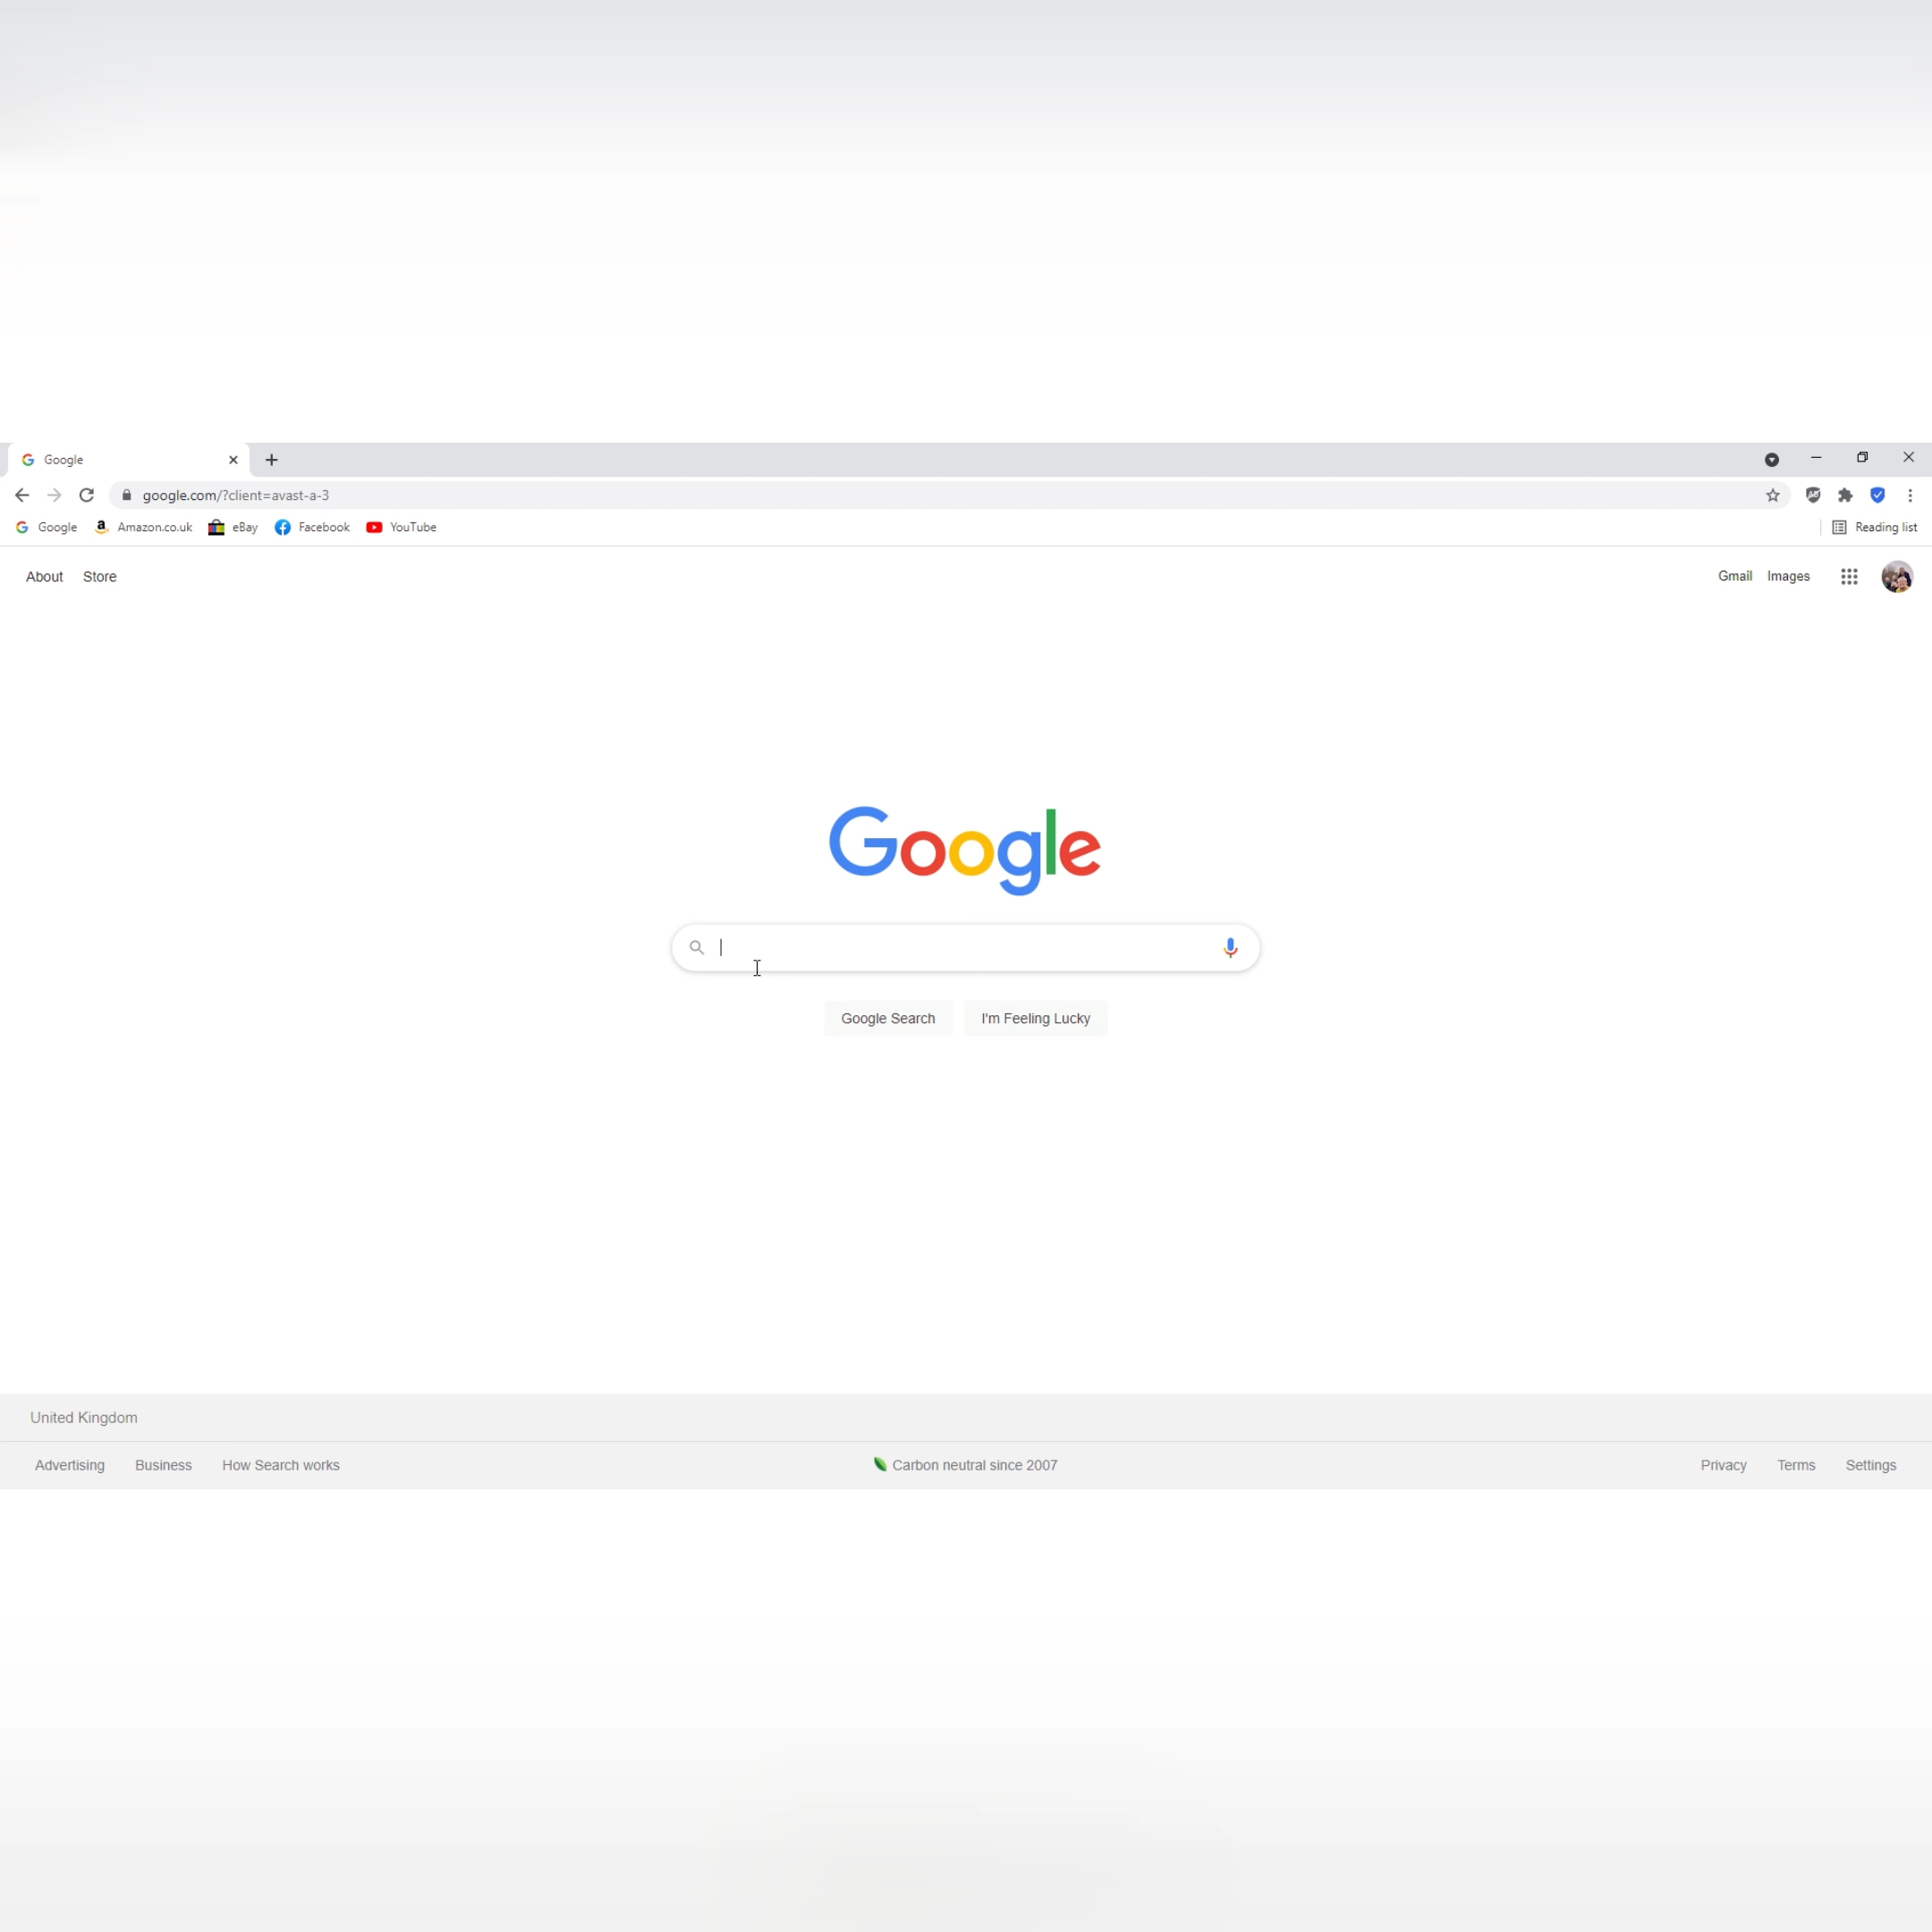 Google
google.com/?client=avast-a-3
Google Amazon.co.uk eBay Facebook YouTube Reading list
About Store Gmail Images
Google
Google Search I'm Feeling Lucky
United Kingdom
Advertising Business How Search works Carbon neutral since 2007 Privacy Terms Settings